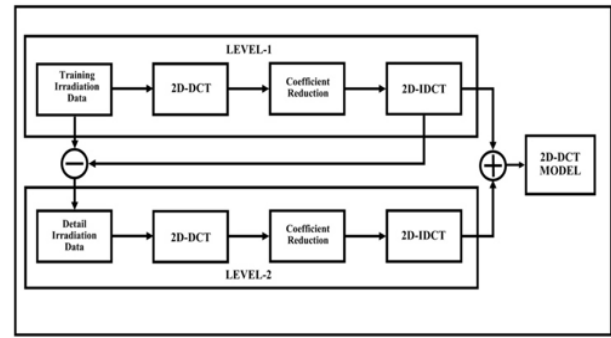 LEVEL-1
Training
Irradiation
Data
2D-DCT
Coefficient
Reduction
2D-IDCT
2D-DCT
MODEL
Detail
Irradiation
Data
2D-DCT
Coefficient
Reduction
2D-IDCT
LEVEL-2